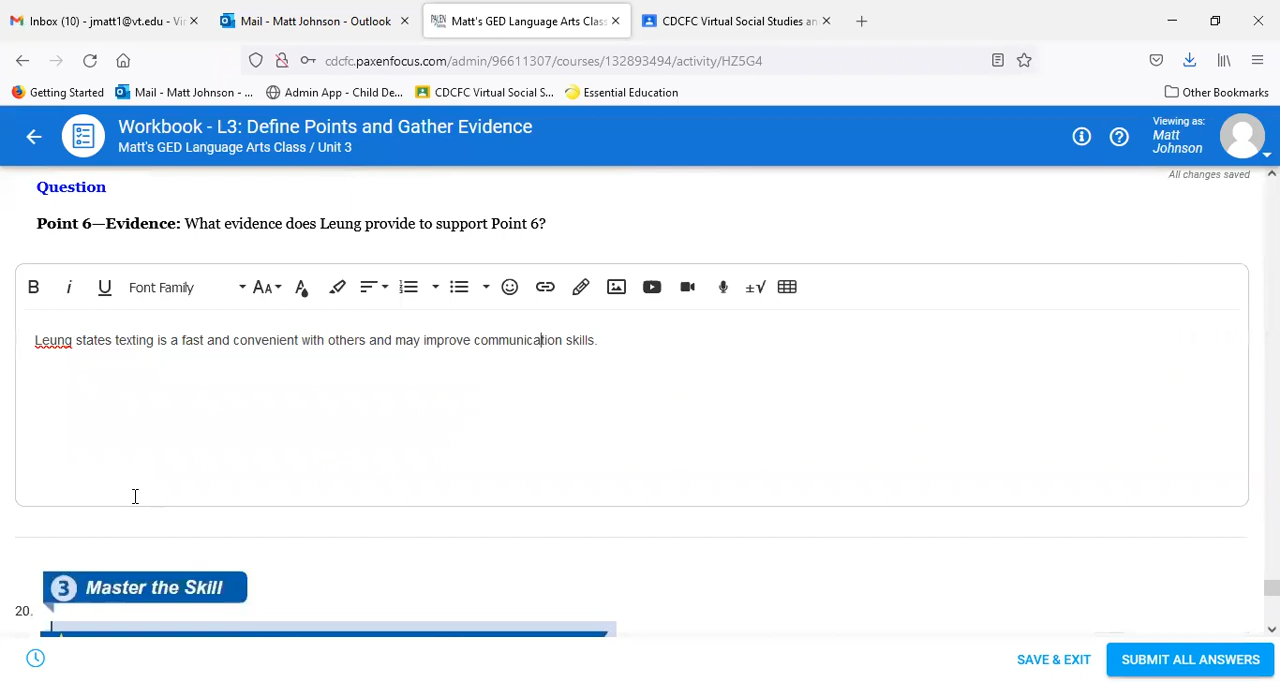 Inbox (10) - jmatt1@vt.edu - Vir
Mail - Matt Johnson - Outlook
PAXEN Matt's GED Language Arts Clas
CDCFC Virtual Social Studies an
cdcfc.paxenfocus.com/admin/96611307/courses/132893494/activity/HZ5G4
Getting Started
Mail - Matt Johnson - ...
Admin App - Child De...
CDCFC Virtual Social S...
Essential Education
Other Bookmarks
Workbook - L3: Define Points and Gather Evidence
Matt's GED Language Arts Class / Unit 3
Viewing as:
Matt
Johnson
All changes saved
Question
Point 6—Evidence: What evidence does Leung provide to support Point 6?
B i U Font Family AA A ±√
Leung states texting is a fast and convenient with others and may improve communication skills.
3 Master the Skill
20.
SAVE & EXIT
SUBMIT ALL ANSWERS